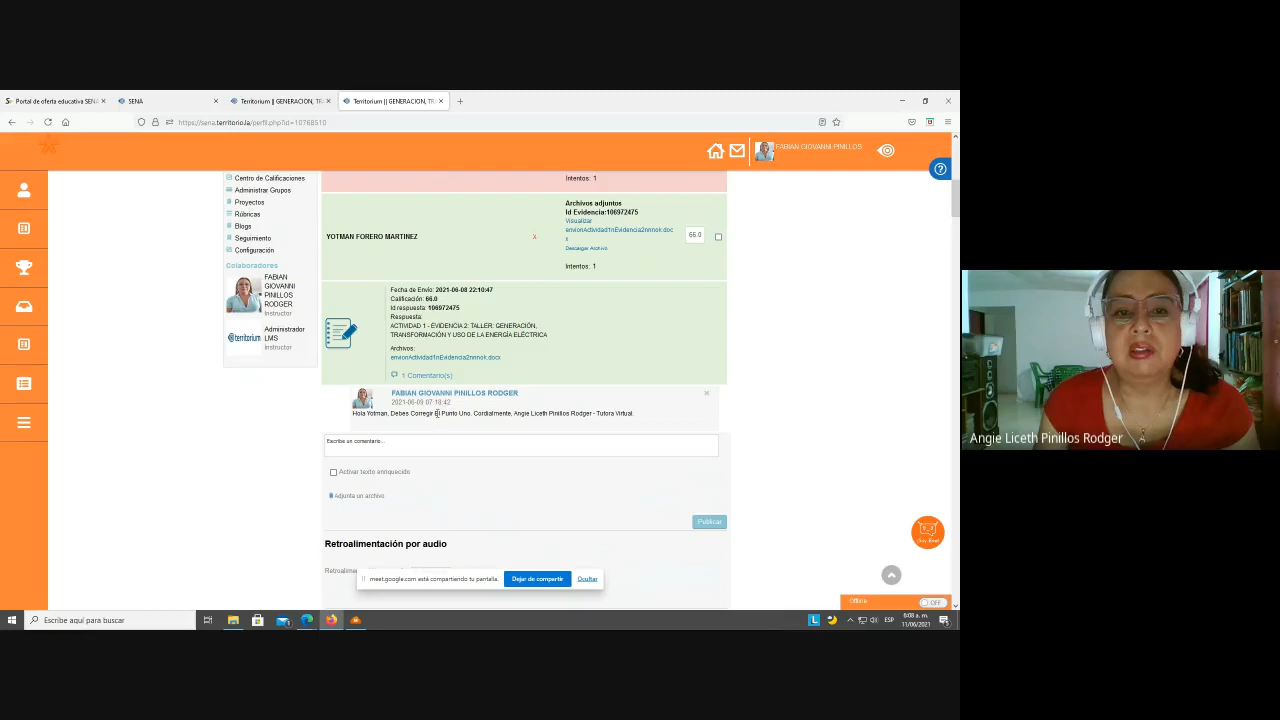 Portal de oferta educativa SENA
SENA
Territorium || GENERACION, TR
Territorium || GENERACION, TR
https://sena.territorio.la/perfil.php?id=10768510
FABIAN GIOVANNI PINILLOS
Centro de Calificaciones
Administrar Grupos
Proyectos
Rúbricas
Blogs
Seguimiento
Configuración
Colaboradores
FABIAN
GIOVANNI
PINILLOS
RODGER
Instructor
territorium
Administrador
LMS
Instructor
Intentos: 1
YOTMAN FORERO MARTINEZ
X
Archivos adjuntos
Id Evidencia:106972475
Visualizar
envionActividad1nEvidencia2nnnok.doc
x
Descargar Archivo
Intentos: 1
66.0
Fecha de Envío: 2021-06-08 22:10:47
Calificación: 66.0
Id respuesta: 106972475
Respuesta:
ACTIVIDAD 1 - EVIDENCIA 2: TALLER: GENERACIÓN,
TRANSFORMACIÓN Y USO DE LA ENERGÍA ELÉCTRICA
Archivos:
envionActividad1nEvidencia2nnnok.docx
1 Comentario(s)
FABIAN GIOVANNI PINILLOS RODGER
2021-06-09 07:18:42
Hola Yotman, Debes Corregir el Punto Uno. Cordialmente, Angie Liceth Pinillos Rodger - Tutora Virtual.
Escribe un comentario...
Activar texto enriquecido
Adjunta un archivo
Publicar
Retroalimentación por audio
Retroalime
meet.google.com está compartiendo tu pantalla.
Dejar de compartir
Ocultar
Offline
OFF
Escribe aquí para buscar
ESP
6:08 a. m.
11/06/2021
Angie Liceth Pinillos Rodger